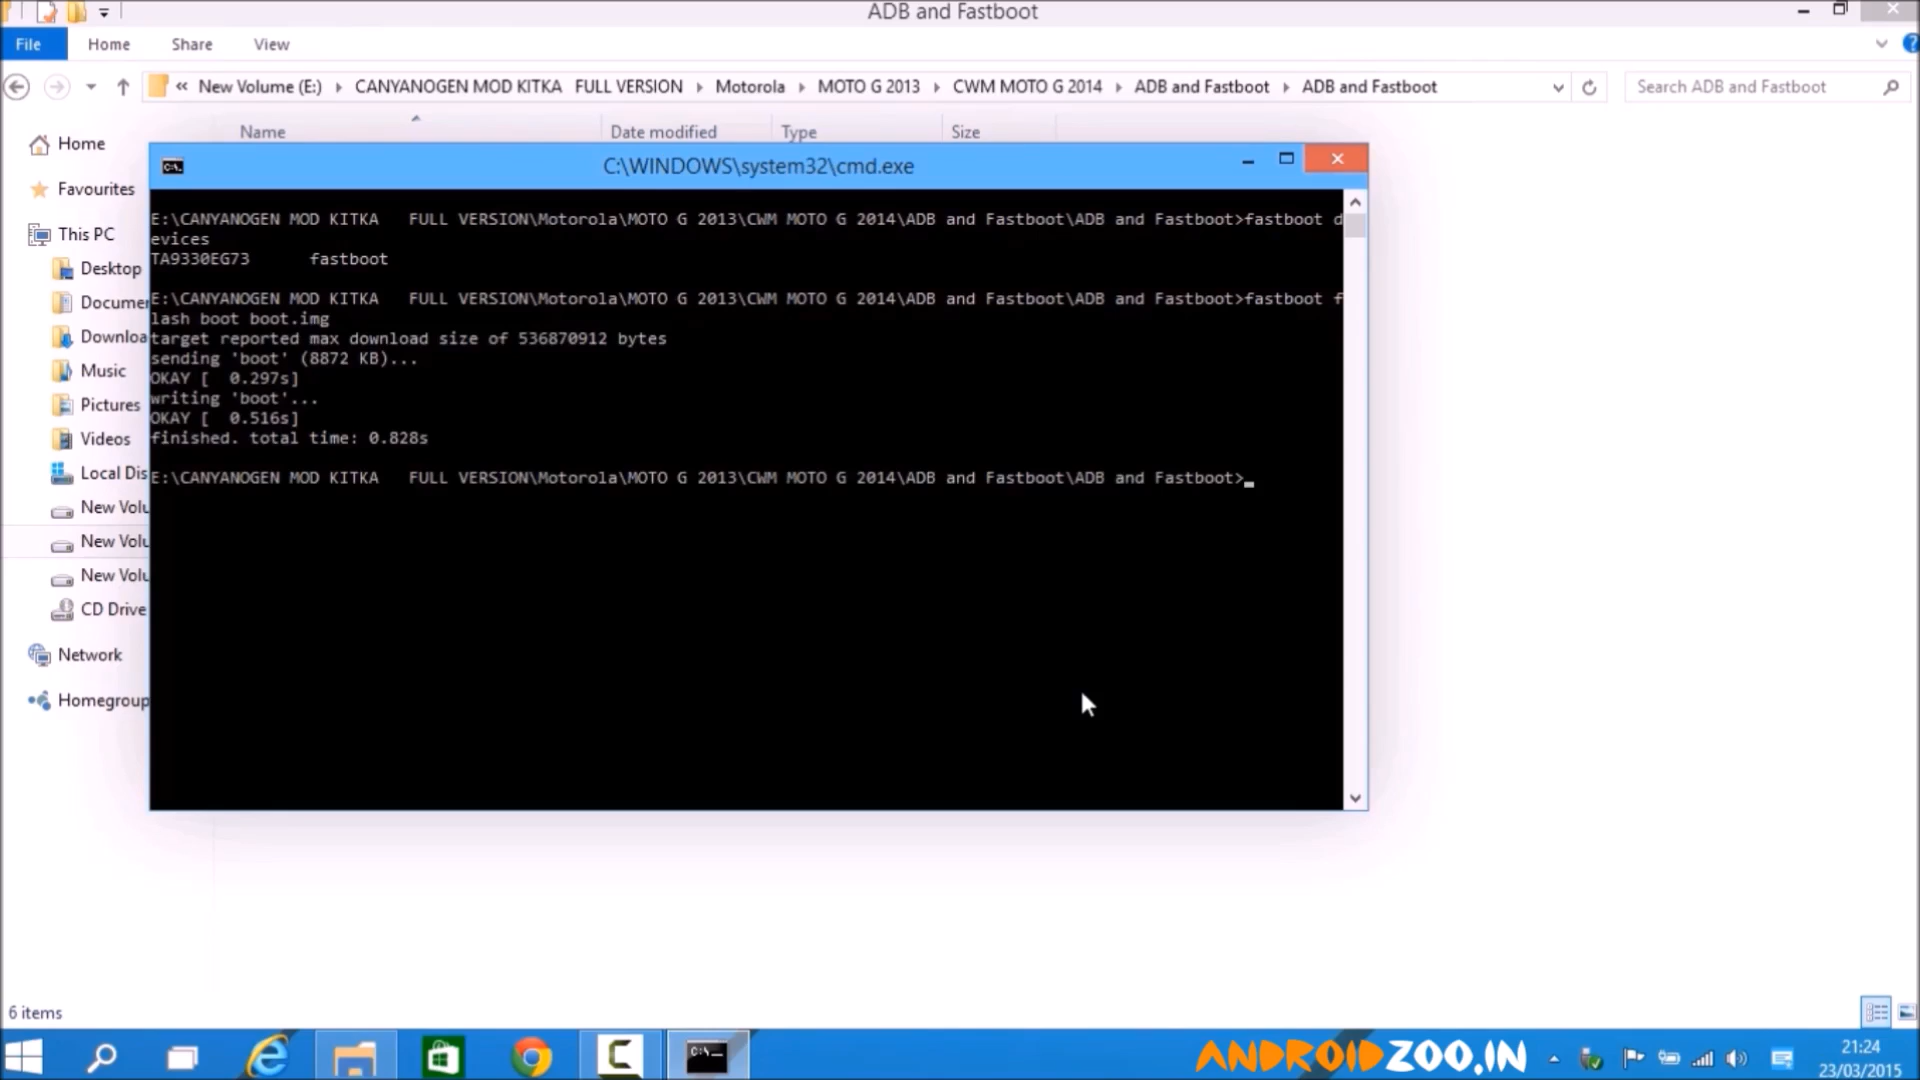 ADB and Fastboot
File Home Share View
« New Volume (E:) CANYANOGEN MOD KITKA FULL VERSION Motorola MOTO G 2013 CWM MOTO G 2014 ADB and Fastboot ADB and Fastboot Search ADB and Fastboot
Name Date modified Type Size
Home
Favourites
This PC
Desktop
Documen
Downloa
Music
Pictures
Videos
Local Dis
New Volu
New Volu
New Volu
CD Drive
Network
Homegroup
C:\WINDOWS\system32\cmd.exe
E:\CANYANOGEN MOD KITKA   FULL VERSION\Motorola\MOTO G 2013\CWM MOTO G 2014\ADB and Fastboot\ADB and Fastboot>fastboot d
evices
TA9330EG73      fastboot
E:\CANYANOGEN MOD KITKA   FULL VERSION\Motorola\MOTO G 2013\CWM MOTO G 2014\ADB and Fastboot\ADB and Fastboot>fastboot f
lash boot boot.img
target reported max download size of 536870912 bytes
sending 'boot' (8872 KB)...
OKAY [  0.297s]
writing 'boot'...
OKAY [  0.516s]
finished. total time: 0.828s
E:\CANYANOGEN MOD KITKA   FULL VERSION\Motorola\MOTO G 2013\CWM MOTO G 2014\ADB and Fastboot\ADB and Fastboot>_
6 items
ANDROIDZOO.IN
21:24
23/03/2015